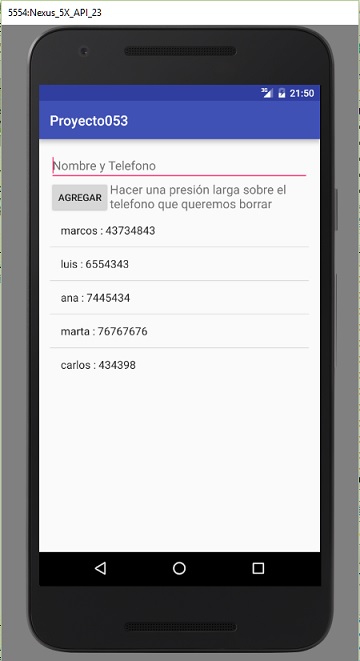 5554:Nexus_5X_API_23
3G 21:50
Proyecto053
Nombre y Telefono
AGREGAR
Hacer una presión larga sobre el
telefono que queremos borrar
marcos : 43734843
luis : 6554343
ana : 7445434
marta : 76767676
carlos : 434398